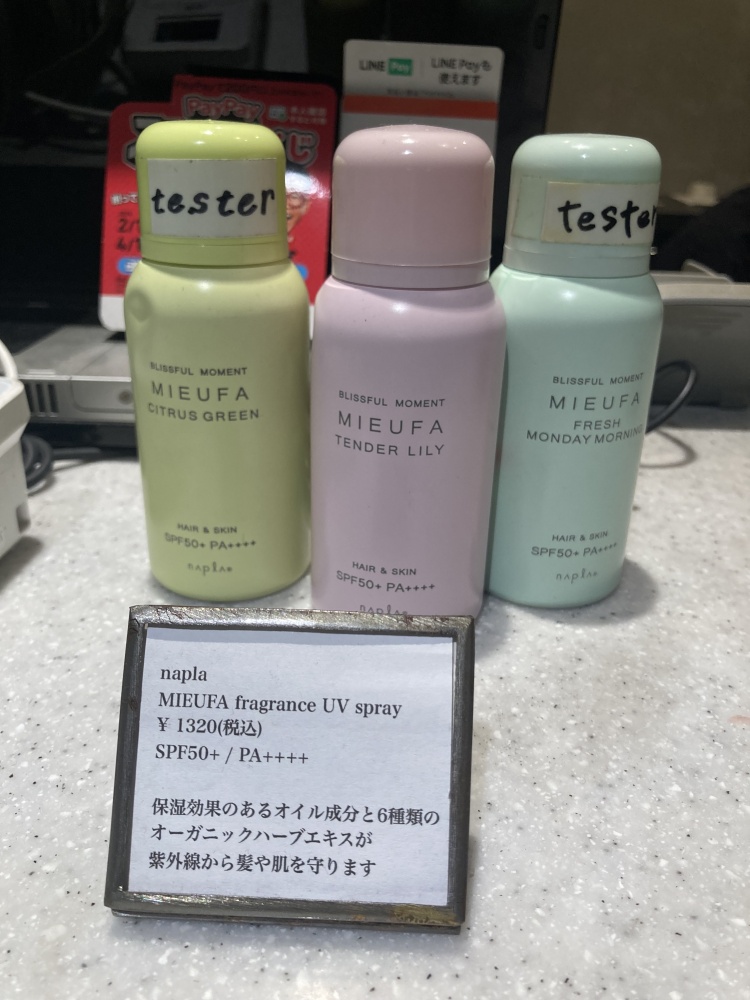 LINE Pay
LINE Payも
使えます
PayPay
tester
tester
BLISSFUL MOMENT
MIEUFA
CITRUS GREEN
HAIR & SKIN
SPF50+ PA++++
napla
BLISSFUL MOMENT
MIEUFA
TENDER LILY
HAIR & SKIN
SPF50+ PA++++
napla
BLISSFUL MOMENT
MIEUFA
FRESH
MONDAY MORNING
HAIR & SKIN
SPF50+ PA++++
napla
napla
MIEUFA fragrance UV spray
¥ 1320(税込)
SPF50+ / PA++++
保湿効果のあるオイル成分と6種類の
オーガニックハーブエキスが
紫外線から髪や肌を守ります